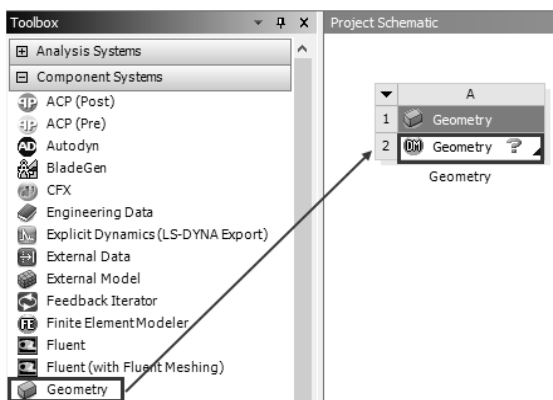 Toolbox
Analysis Systems
Component Systems
ACP (Post)
ACP (Pre)
Autodyn
BladeGen
CFX
Engineering Data
Explicit Dynamics (LS-DYNA Export)
External Data
External Model
Feedback Iterator
Finite Element Modeler
Fluent
Fluent (with Fluent Meshing)
Geometry
Project Schematic
A
1 Geometry
2 DM Geometry ?
Geometry